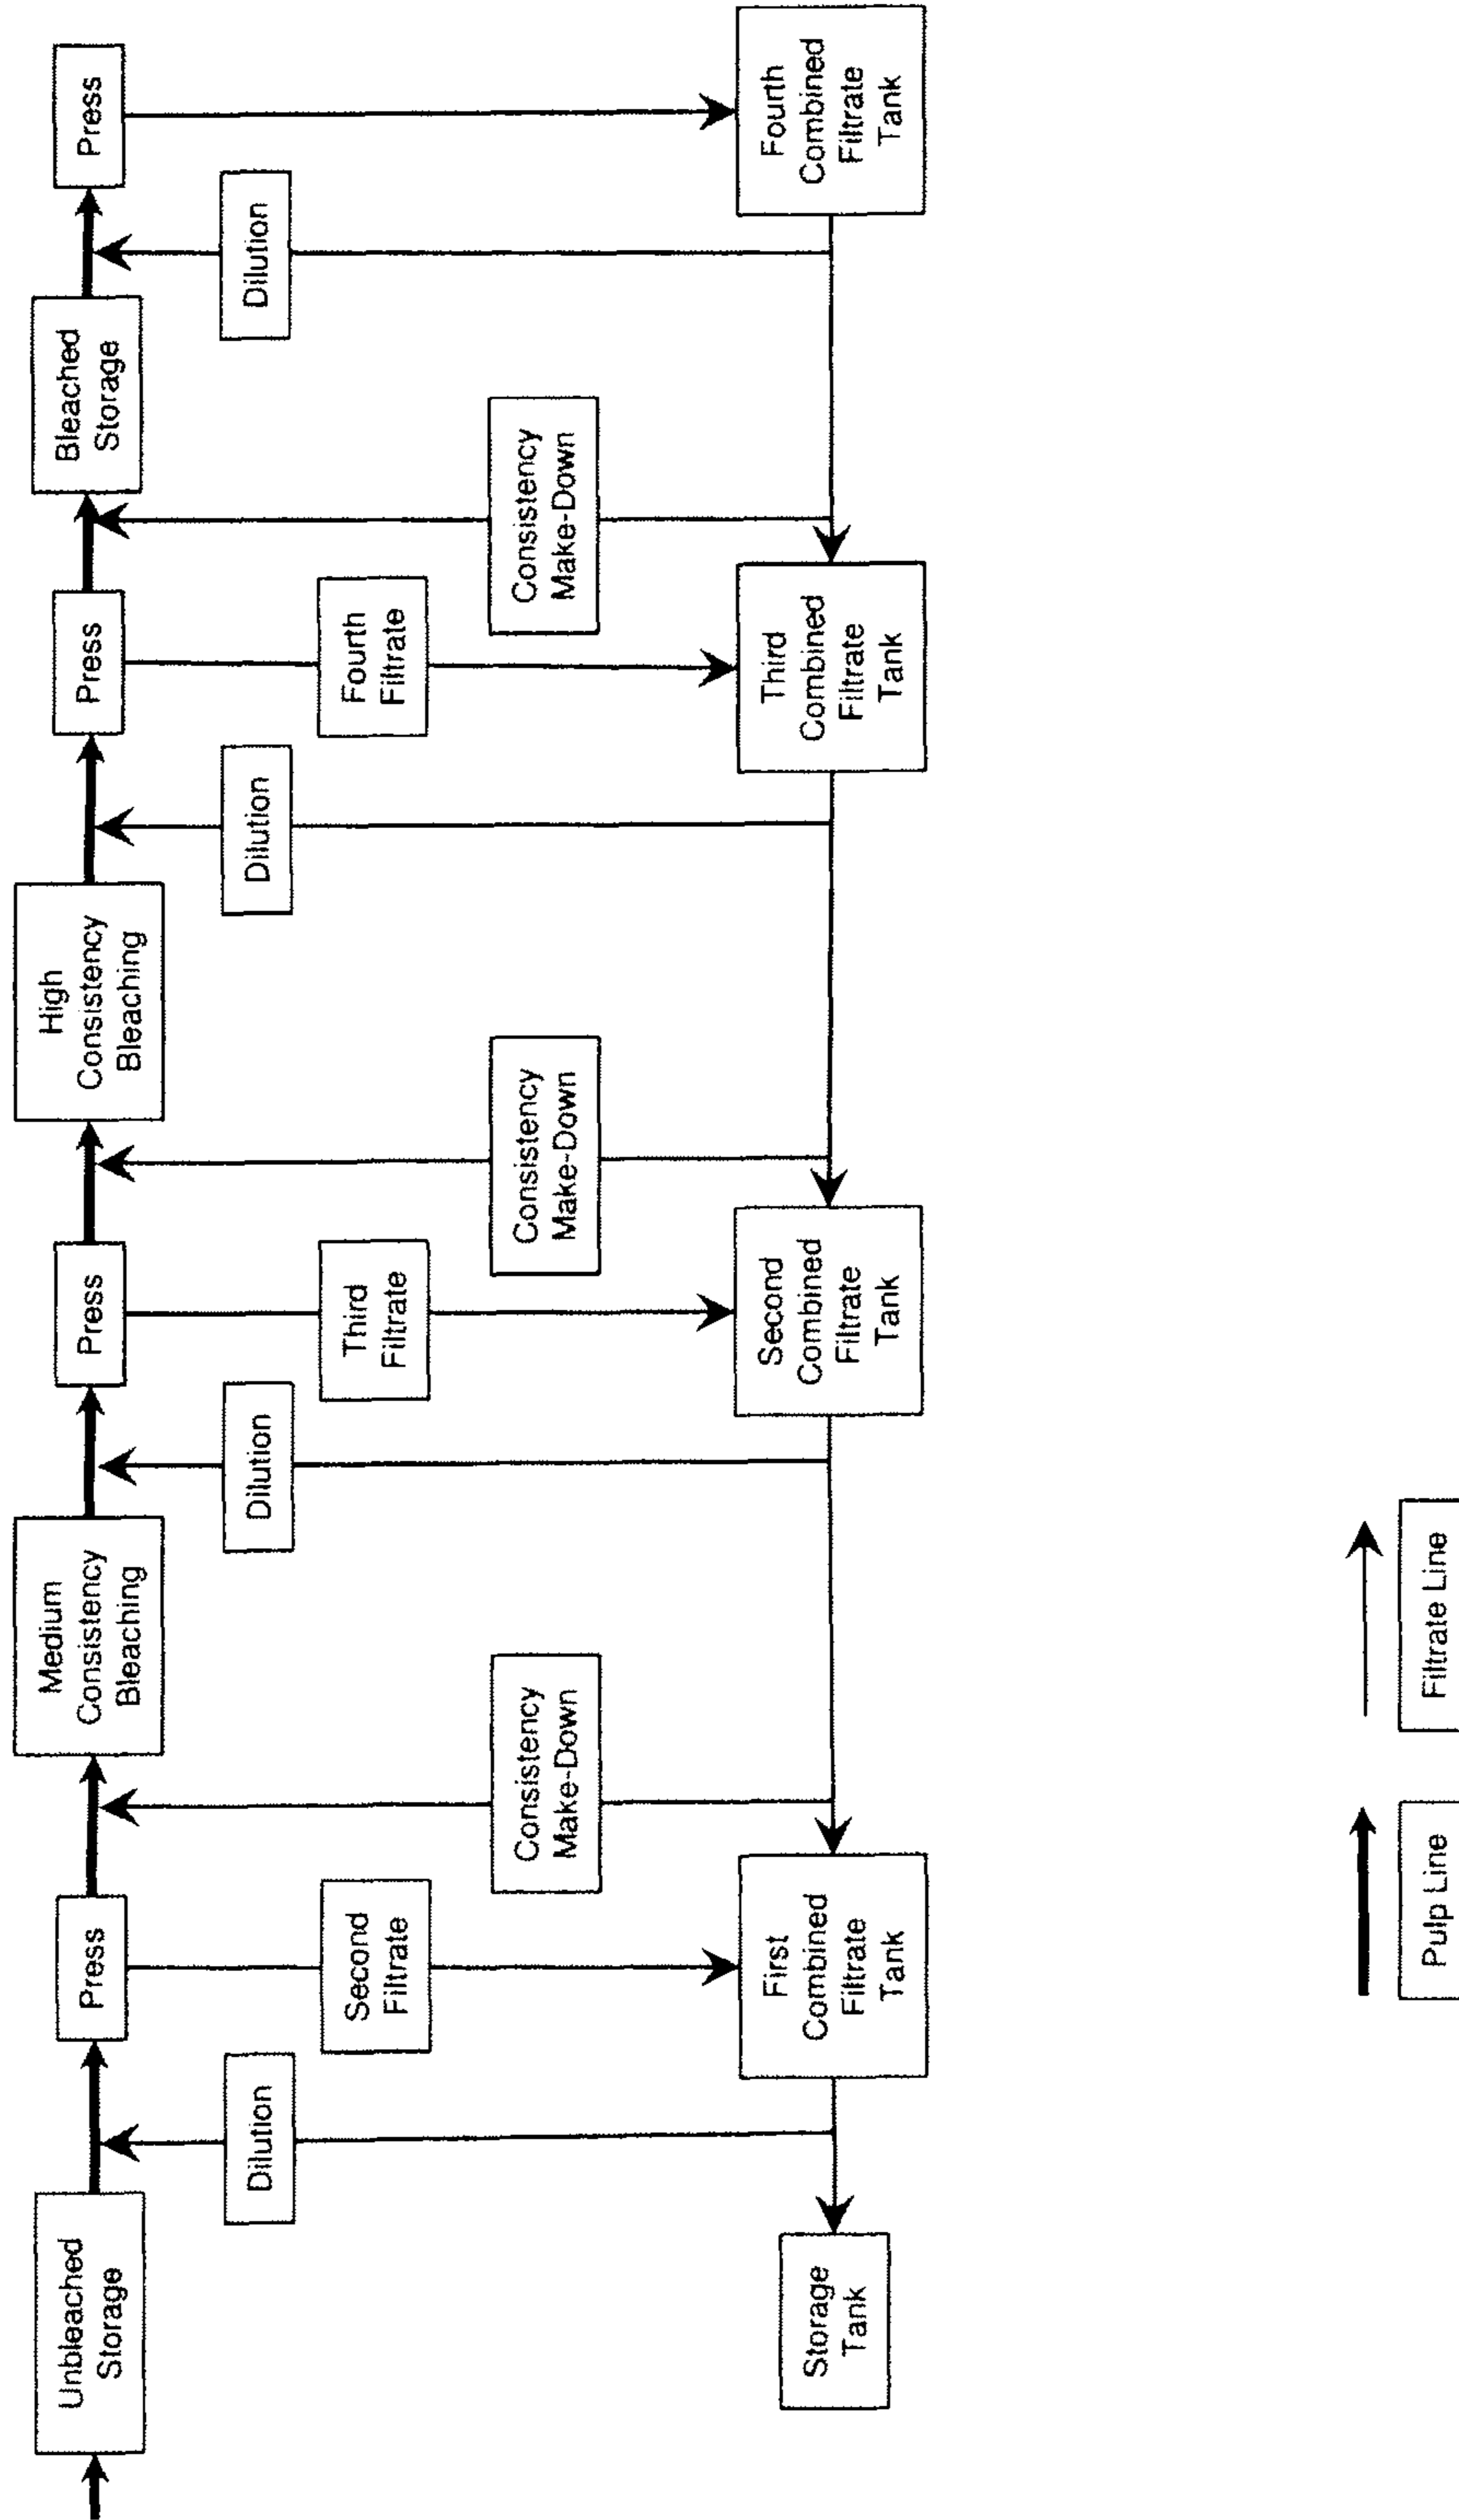 Unbleached
Storage
Press
Medium
Consistency
Bleaching
Press
High
Consistency
Bleaching
Press
Bleached
Storage
Press
Dilution
Dilution
Dilution
Dilution
Second
Filtrate
Third
Filtrate
Fourth
Filtrate
Consistency
Make-Down
Consistency
Make-Down
Consistency
Make-Down
Storage
Tank
First
Combined
Filtrate
Tank
Second
Combined
Filtrate
Tank
Third
Combined
Filtrate
Tank
Fourth
Combined
Filtrate
Tank
Pulp Line
Filtrate Line